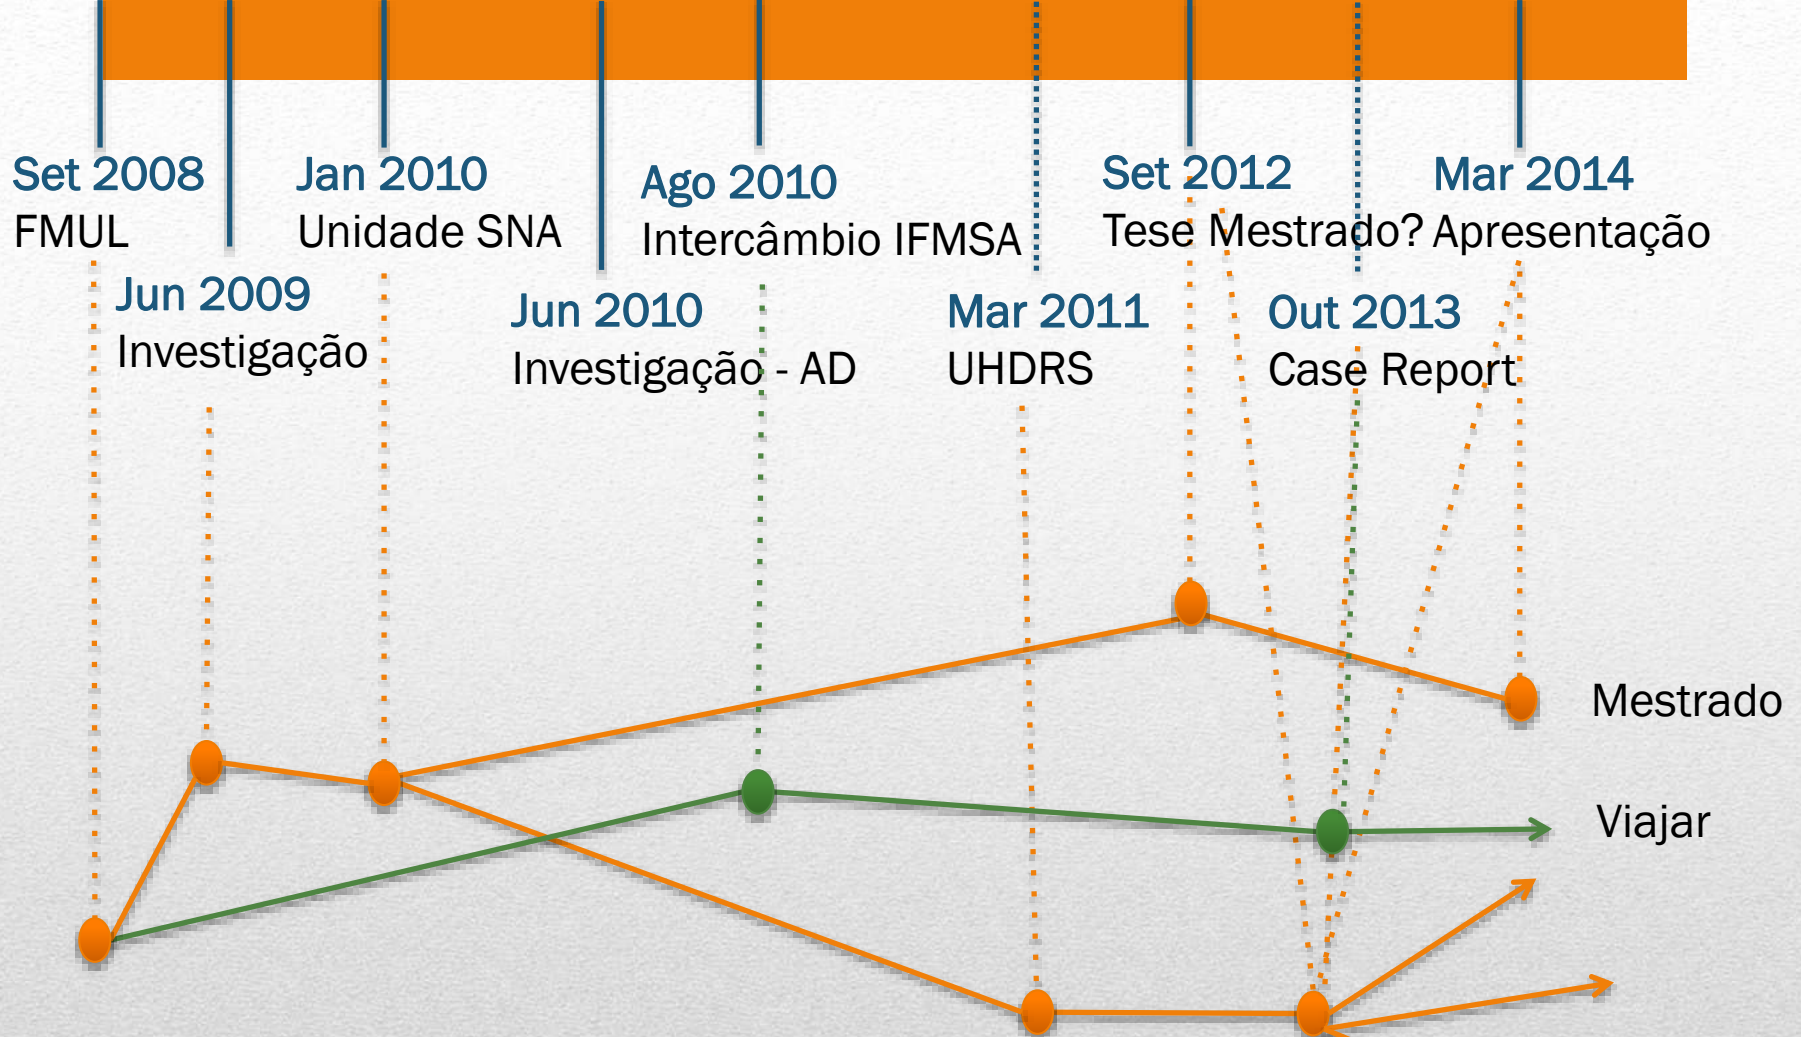 Set 2008
FMUL
Jun 2009
Investigação
Jan 2010
Unidade SNA
Jun 2010
Investigação - AD
Ago 2010
Intercâmbio IFMSA
Mar 2011
UHDRS
Set 2012
Tese Mestrado?
Out 2013
Case Report
Mar 2014
Apresentação
Mestrado
Viajar